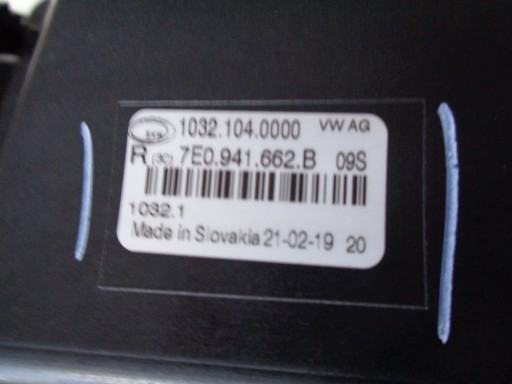 1032.104.0000 VW AG
R (3C) 7E0.941.662.B 09S
1032.1
Made in Slovakia 21-02-19 20